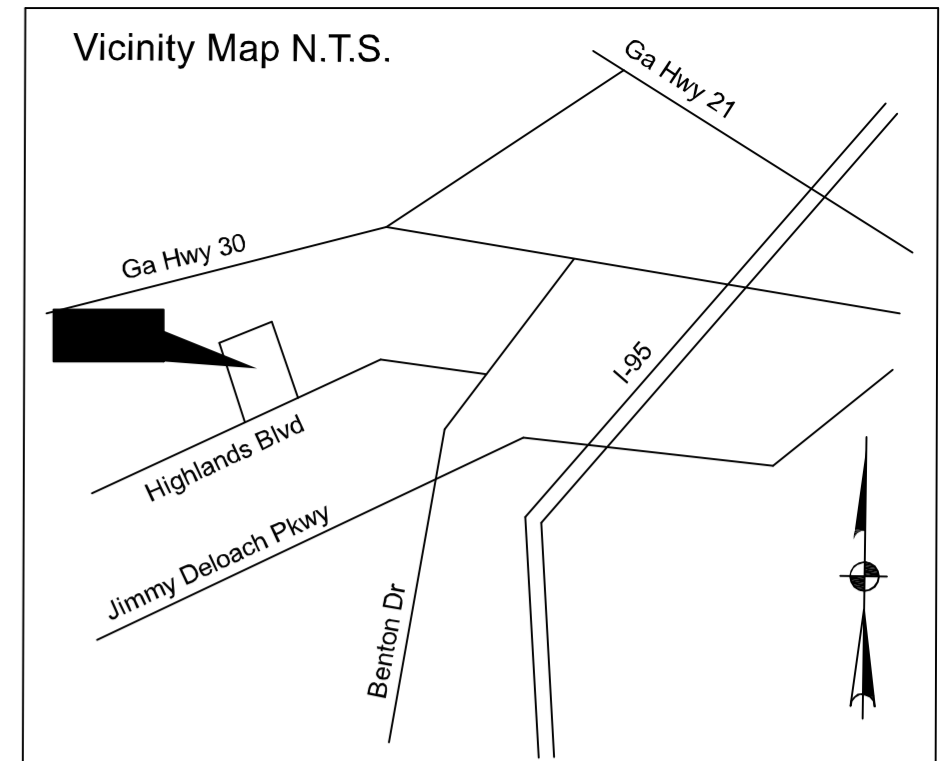 Vicinity Map N.T.S.
Ga Hwy 21
Ga Hwy 30
I-95
Highlands Blvd
Jimmy Deloach Pkwy
Benton Dr